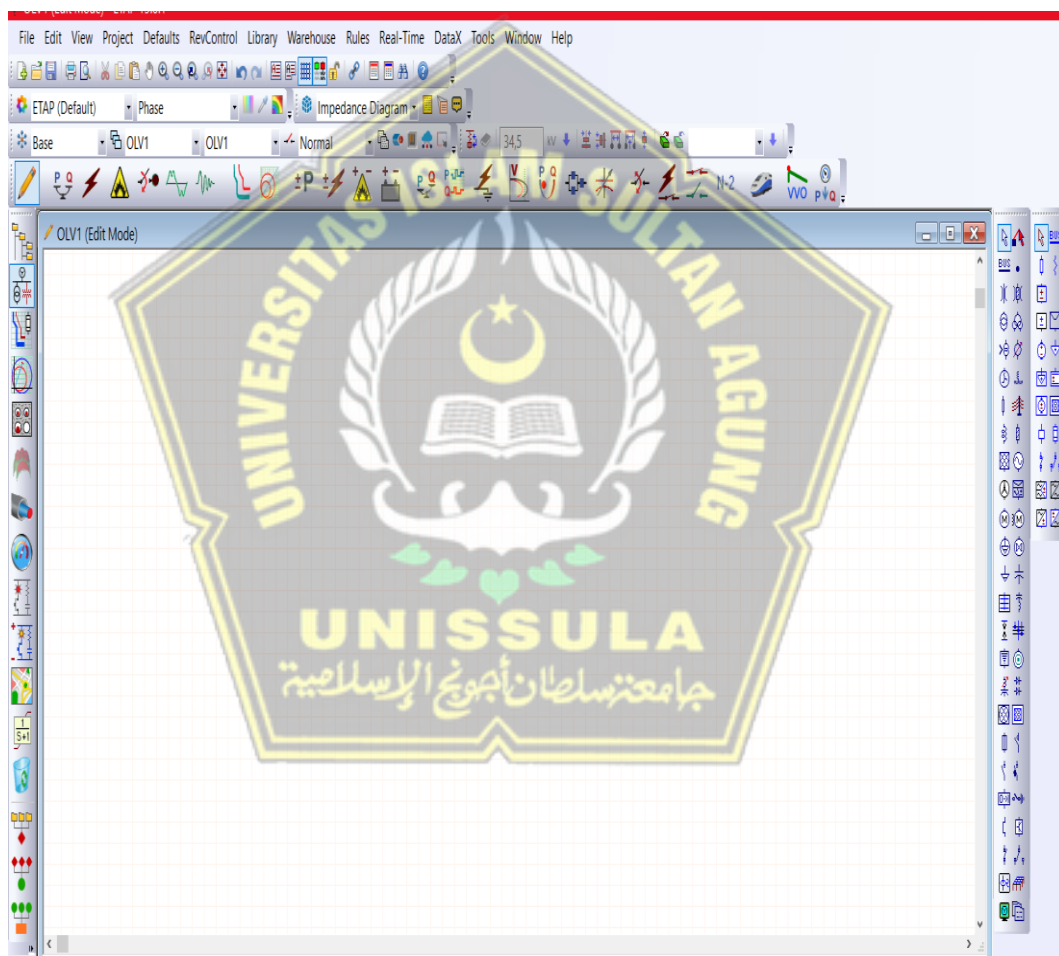 File Edit View Project Defaults RevControl Library Warehouse Rules Real-Time DataX Tools Window Help
ETAP (Default) Phase Impedance Diagram
Base OLV1 OLV1 Normal 34,5
N-2 VVO
OLV1 (Edit Mode)
BUS
UNIVERSITAS ISLAM SULTAN AGUNG
UNISSULA
جامعة سلطان أجونج الإسلامية